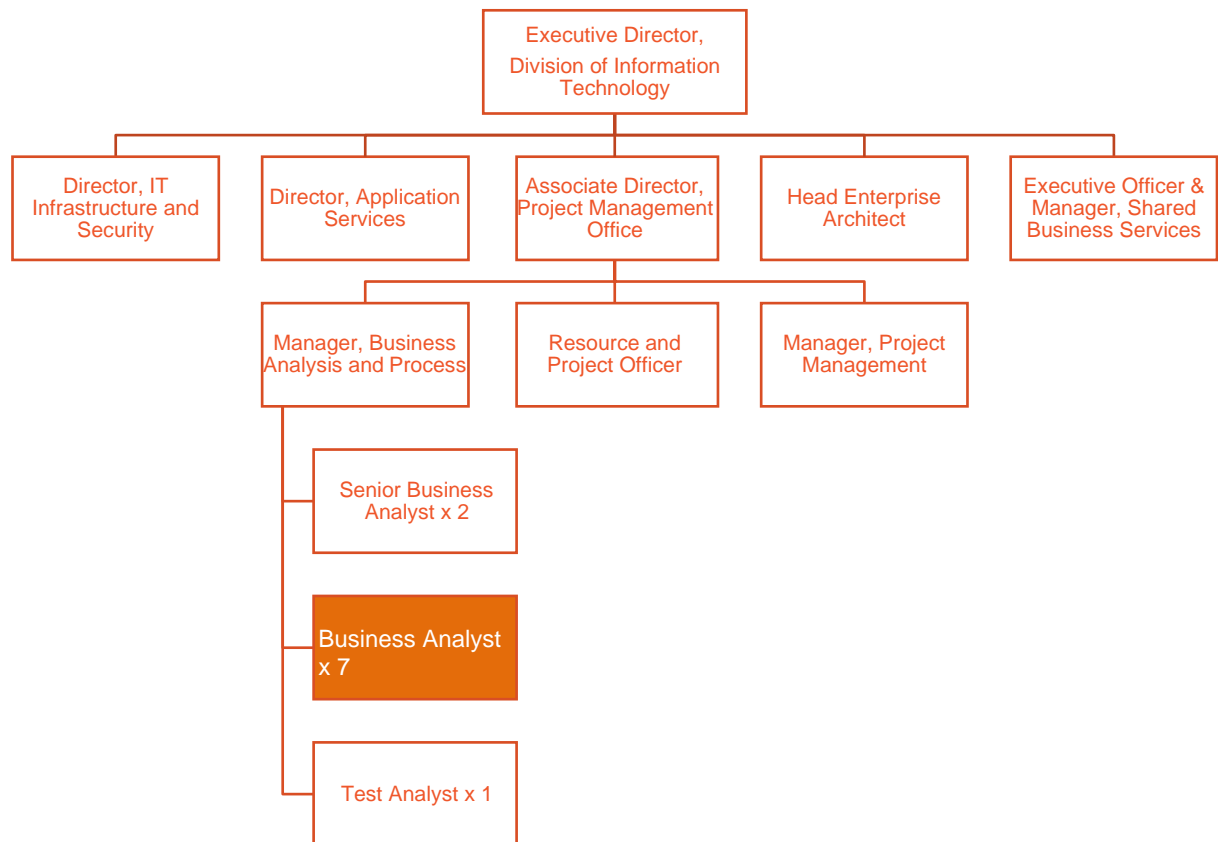 Executive Director,
Division of Information
Technology
Director, IT
Infrastructure and
Security
Director, Application
Services
Associate Director,
Project Management
Office
Head Enterprise
Architect
Executive Officer &
Manager, Shared
Business Services
Manager, Business
Analysis and Process
Resource and
Project Officer
Manager, Project
Management
Senior Business
Analyst x 2
Business Analyst
x 7
Test Analyst x 1